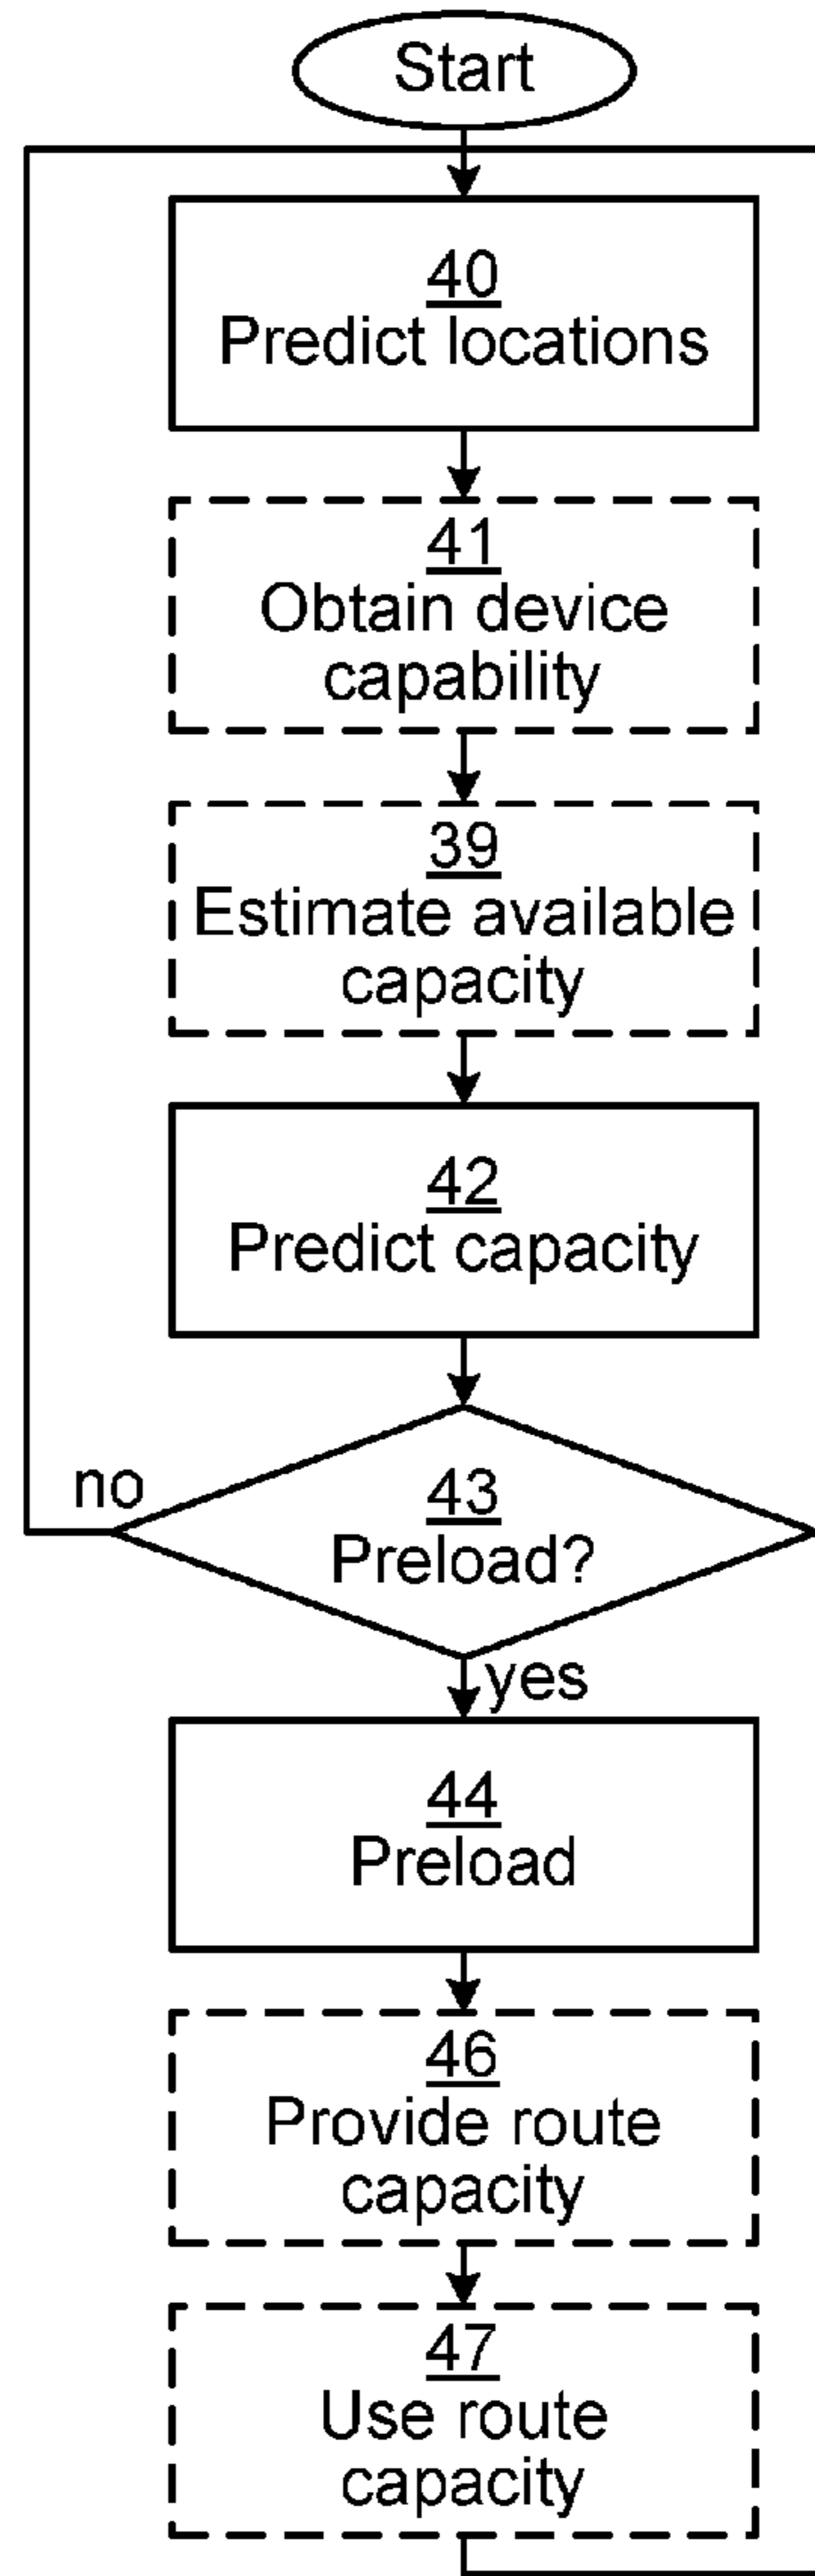 Start
40
Predict locations
41
Obtain device
capability
39
Estimate available
capacity
42
Predict capacity
no
43
Preload?
yes
44
Preload
46
Provide route
capacity
47
Use route
capacity